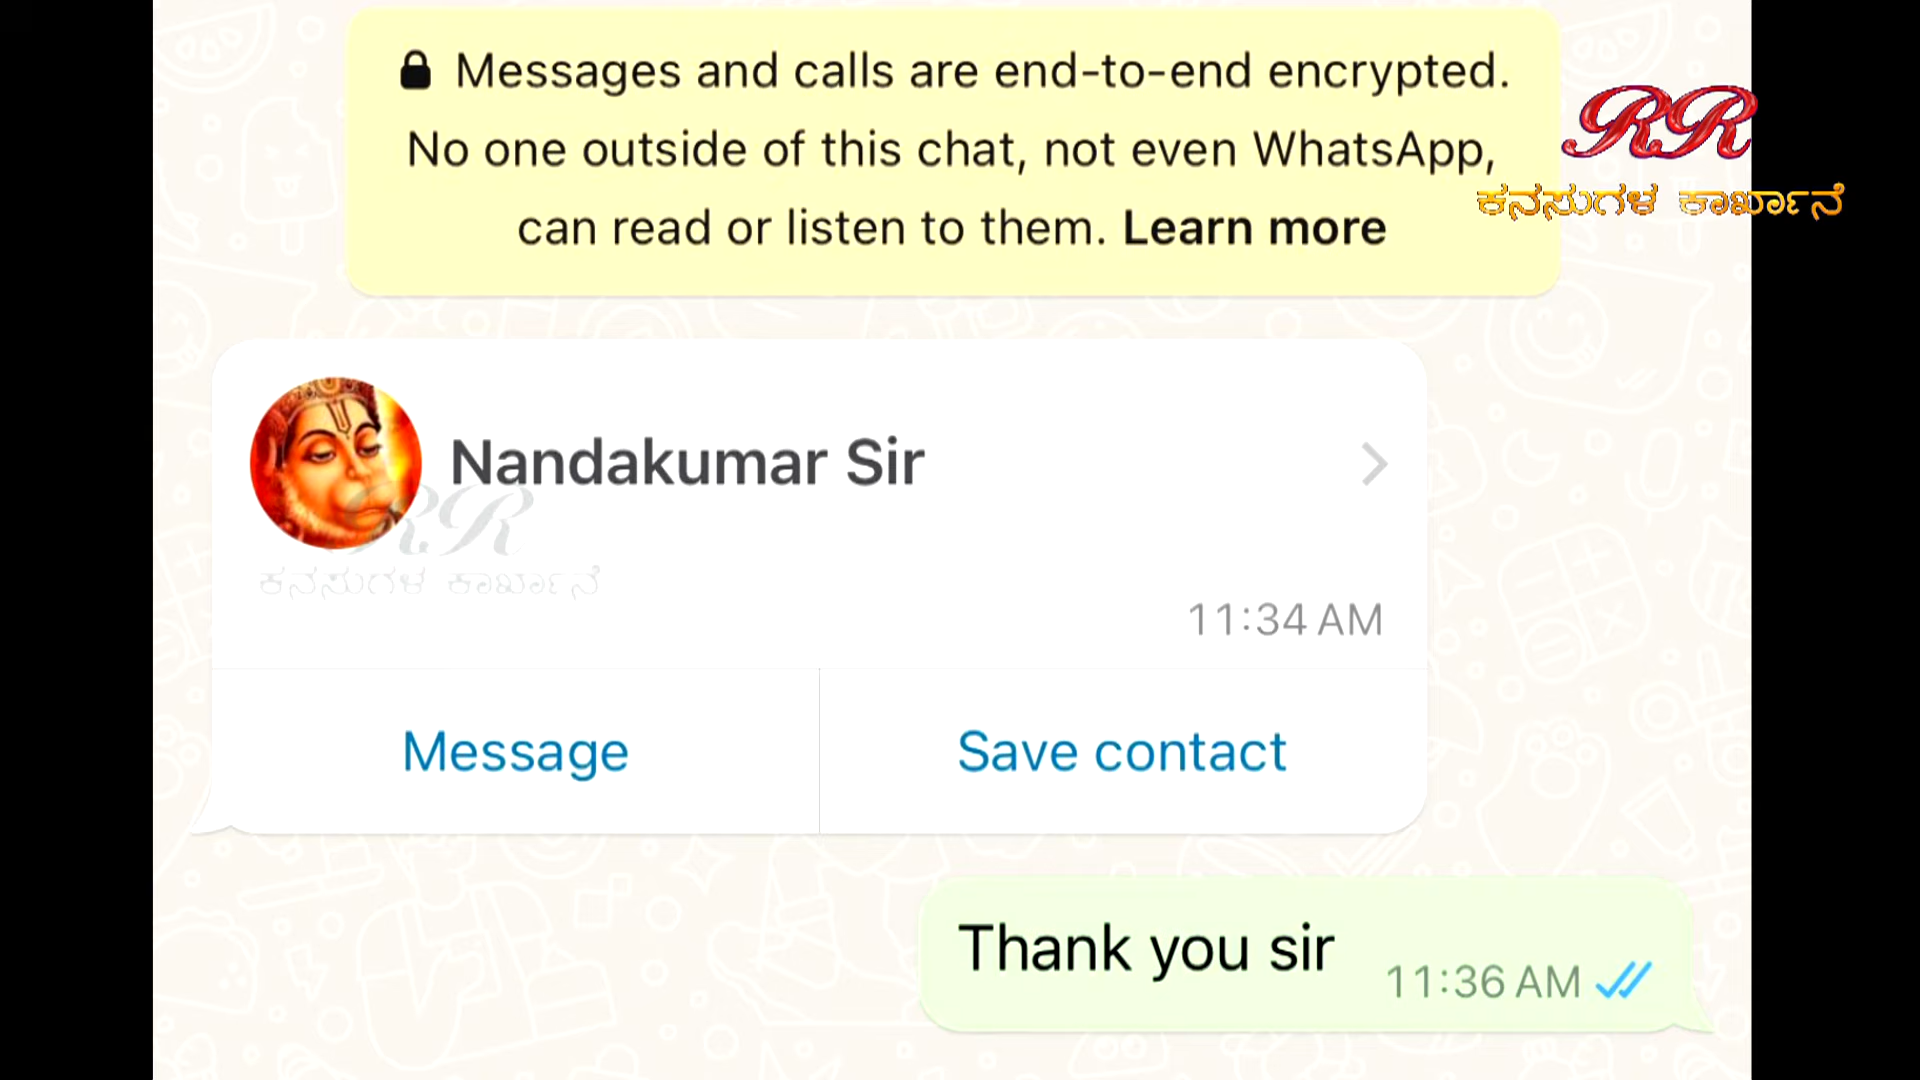 Messages and calls are end-to-end encrypted.
No one outside of this chat, not even WhatsApp,
can read or listen to them. Learn more
RR
ಕನಸುಗಳ ಕಾರ್ಖಾನೆ
Nandakumar Sir
RR
ಕನಸುಗಳ ಕಾರ್ಖಾನೆ
11:34 AM
Message
Save contact
Thank you sir
11:36 AM